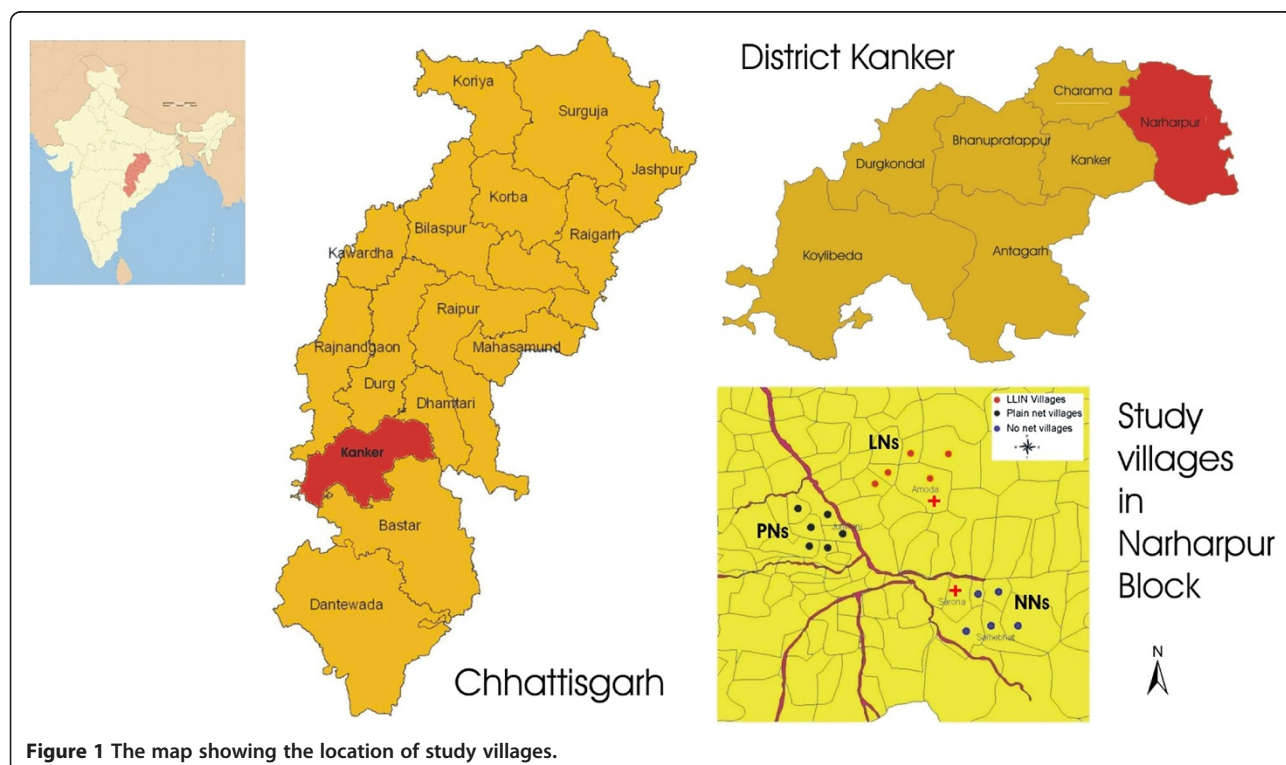 Koriya
Surguja
Jashpur
Korba
Bilaspur
Raigarh
Kawardha
Raipur
Rajnandgaon
Mahasamund
Durg
Dhamtari
Kanker
Bastar
Dantewada
Chhattisgarh
District Kanker
Charama
Narharpur
Bhanupratappur
Kanker
Durgkondal
Antagarh
Koylibeda
LLIN Villages
Plain net villages
No net villages
LNs
Amoda
PNs
NNs
Sarona
Study
villages
in
Narharpur
Block
N
Figure 1 The map showing the location of study villages.